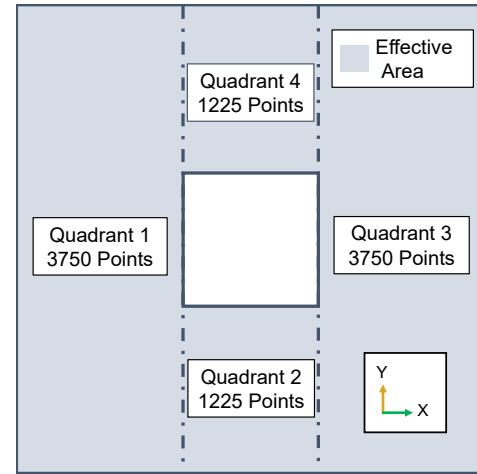 Effective
Area
Quadrant 4
1225 Points
Quadrant 1
3750 Points
Quadrant 3
3750 Points
Quadrant 2
1225 Points
Y
X